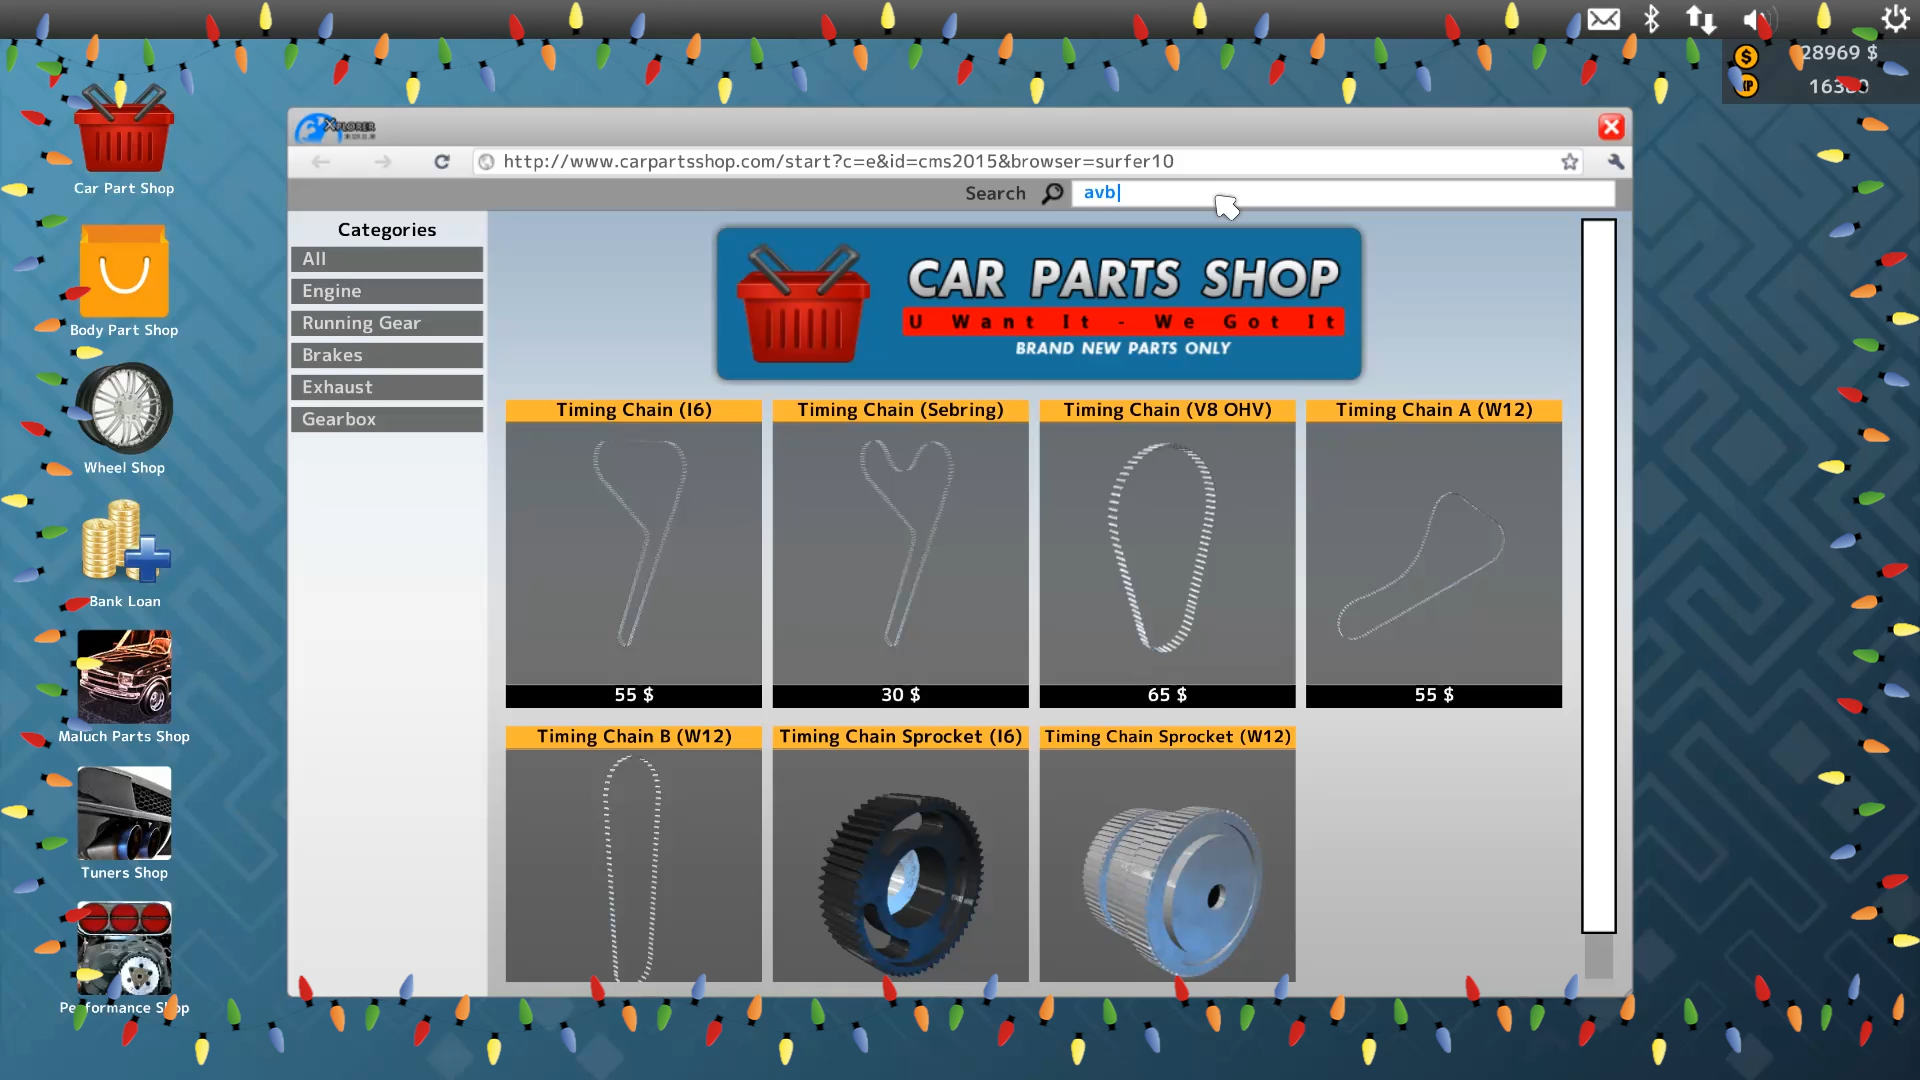 28969 $
Car Part Shop
Body Part Shop
Wheel Shop
Bank Loan
Maluch Parts Shop
Tuners Shop
Performance Shop
XPLORER
http://www.carpartsshop.com/start?c=e&id=cms2015&browser=surfer10
Search avb
Categories
All
Engine
Running Gear
Brakes
Exhaust
Gearbox
CAR PARTS SHOP
U Want It - We Got It
BRAND NEW PARTS ONLY
Timing Chain (I6)
55 $
Timing Chain (Sebring)
30 $
Timing Chain (V8 OHV)
65 $
Timing Chain A (W12)
55 $
Timing Chain B (W12)
Timing Chain Sprocket (I6)
Timing Chain Sprocket (W12)